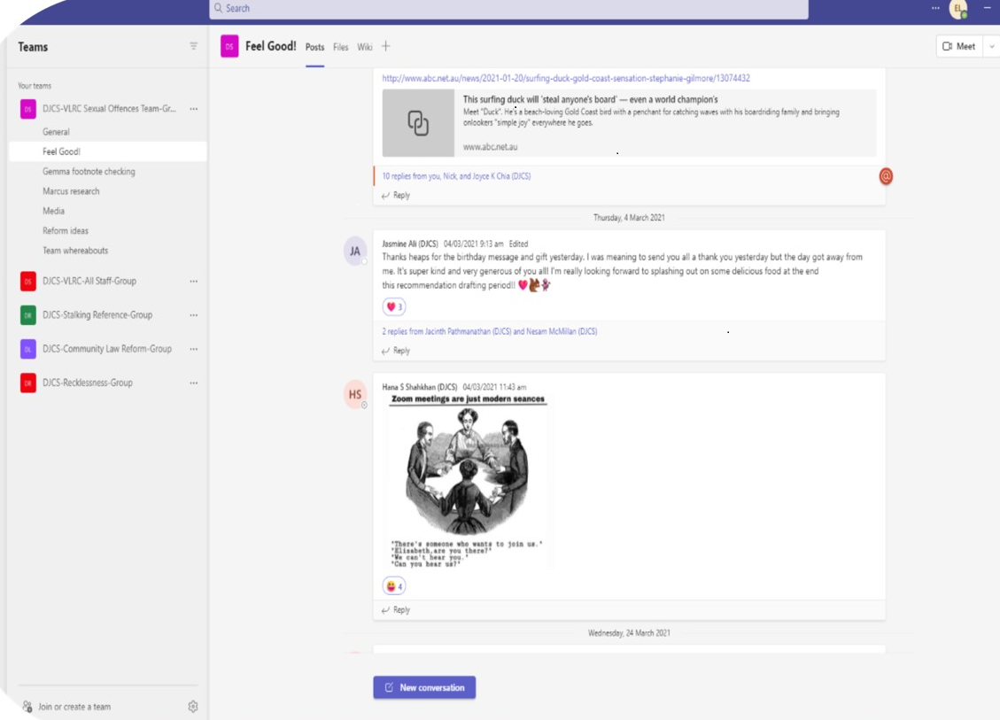 Search
EL
Teams
Your teams
DS DJCS-VLRC Sexual Offences Team-Gr... ...
General
Feel Good!
Gemma footnote checking
Marcus research
Media
Reform ideas
Team whereabouts
DS DJCS-VLRC-All Staff-Group ...
DR DJCS-Stalking Reference-Group ...
DL DJCS-Community Law Reform-Group ...
DR DJCS-Recklessness-Group ...
Join or create a team
DS Feel Good! Posts Files Wiki +
Meet
http://www.abc.net.au/news/2021-01-20/surfing-duck-gold-coast-sensation-stephanie-gilmore/13074432
This surfing duck will 'steal anyone's board' — even a world champion's
Meet "Duck". He's a beach-loving Gold Coast bird with a penchant for catching waves with his boardriding family and bringing
onlookers "simple joy" everywhere he goes.
www.abc.net.au
10 replies from you, Nick, and Joyce K Chia (DJCS)
@
Reply
Thursday, 4 March 2021
JA
Jasmine Ali (DJCS) 04/03/2021 9:13 am Edited
Thanks heaps for the birthday message and gift yesterday. I was meaning to send you all a thank you yesterday but the day got away from
me. It's super kind and very generous of you all! I'm really looking forward to splashing out on some delicious food at the end
this recommendation drafting period!! ❤️🐿️
❤️ 3
2 replies from Jacinth Pathmanathan (DJCS) and Nesam McMillan (DJCS)
Reply
HS
Hana S Shahkhan (DJCS) 04/03/2021 11:43 am
Zoom meetings are just modern seances
"There's someone who wants to join us."
"Elizabeth,are you there?"
"We can't hear you."
"Can you hear us?"
😆 4
Reply
Wednesday, 24 March 2021
New conversation